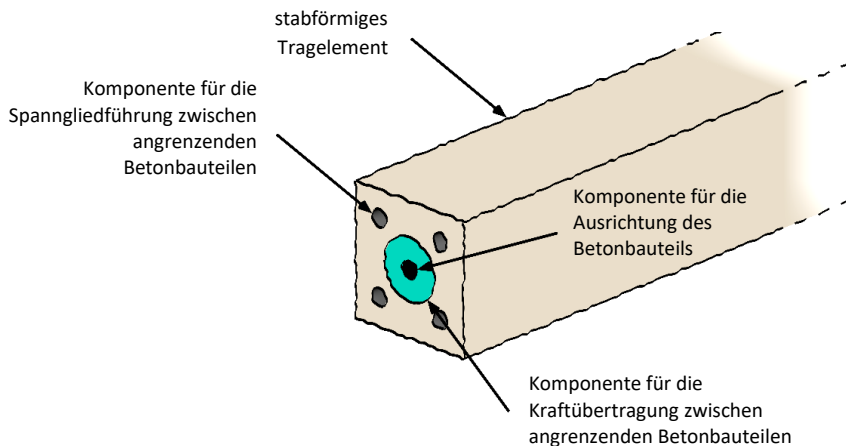 stabförmiges
Tragelement
Komponente für die
Spanngliedführung zwischen
angrenzenden
Betonbauteilen
Komponente für die
Ausrichtung des
Betonbauteils
Komponente für die
Kraftübertragung zwischen
angrenzenden Betonbauteilen